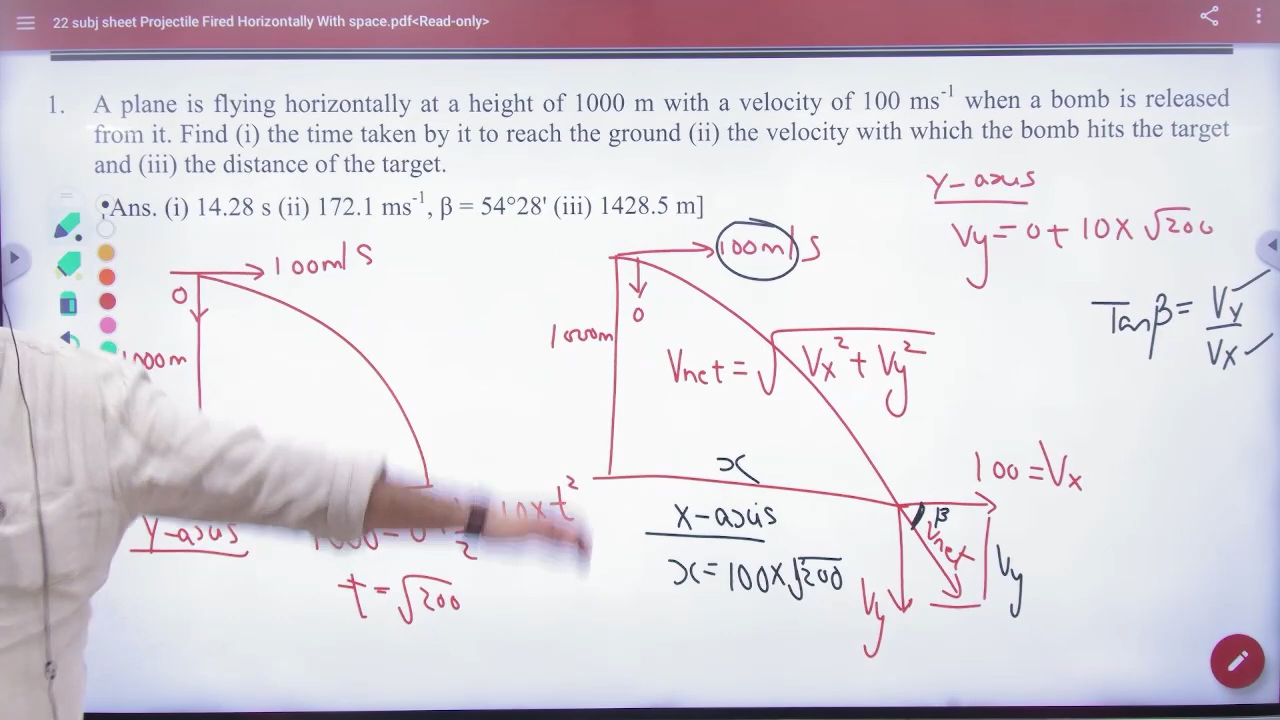 22 subj sheet Projectile Fired Horizontally With space.pdf<Read-only>
1. A plane is flying horizontally at a height of 1000 m with a velocity of 100 ms⁻¹ when a bomb is released
from it. Find (i) the time taken by it to reach the ground (ii) the velocity with which the bomb hits the target
and (iii) the distance of the target.
Ans. (i) 14.28 s (ii) 172.1 ms⁻¹, β = 54°28' (iii) 1428.5 m]
100m/s
0
Y-axis
t = √200
100m/s
0
1000m
Vnet = √(Vx² + Vy²)
x
X-axis
x = 100x√200
Y-axis
Vy = 0 + 10x√200
Tanβ = Vy/Vx
100 = Vx
β
Vnet
Vy
Vy